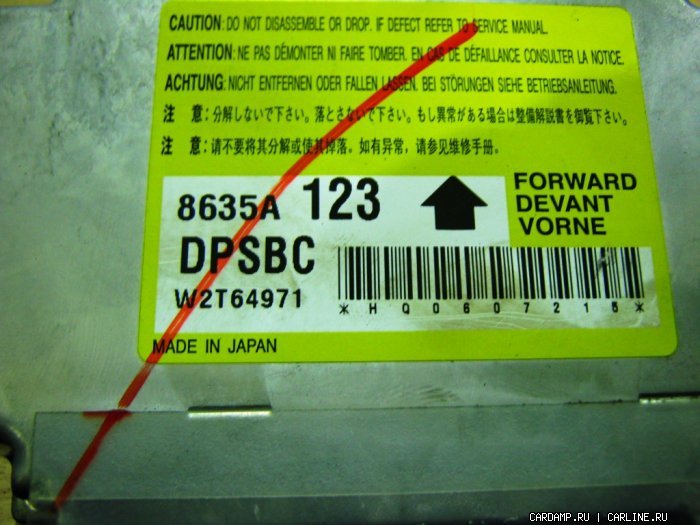 CAUTION: DO NOT DISASSEMBLE OR DROP. IF DEFECT REFER TO SERVICE MANUAL.
ATTENTION: NE PAS DÉMONTER NI FAIRE TOMBER. EN CAS DE DÉFAILLANCE CONSULTER LA NOTICE.
ACHTUNG: NICHT ENTFERNEN ODER FALLEN LASSEN. BEI STÖRUNGEN SIEHE BETRIEBSANLEITUNG.
注 意:分解しないで下さい。落とさないで下さい。もし異常がある場合は整備解説書を御覧下さい。
注 意:请不要将其分解或使其掉落。如有异常,请参见维修手册。
8635A 123
FORWARD
DEVANT
VORNE
DPSBC
W2T64971
*HQ0607215*
MADE IN JAPAN
CARDAMP.RU | CARLINE.RU